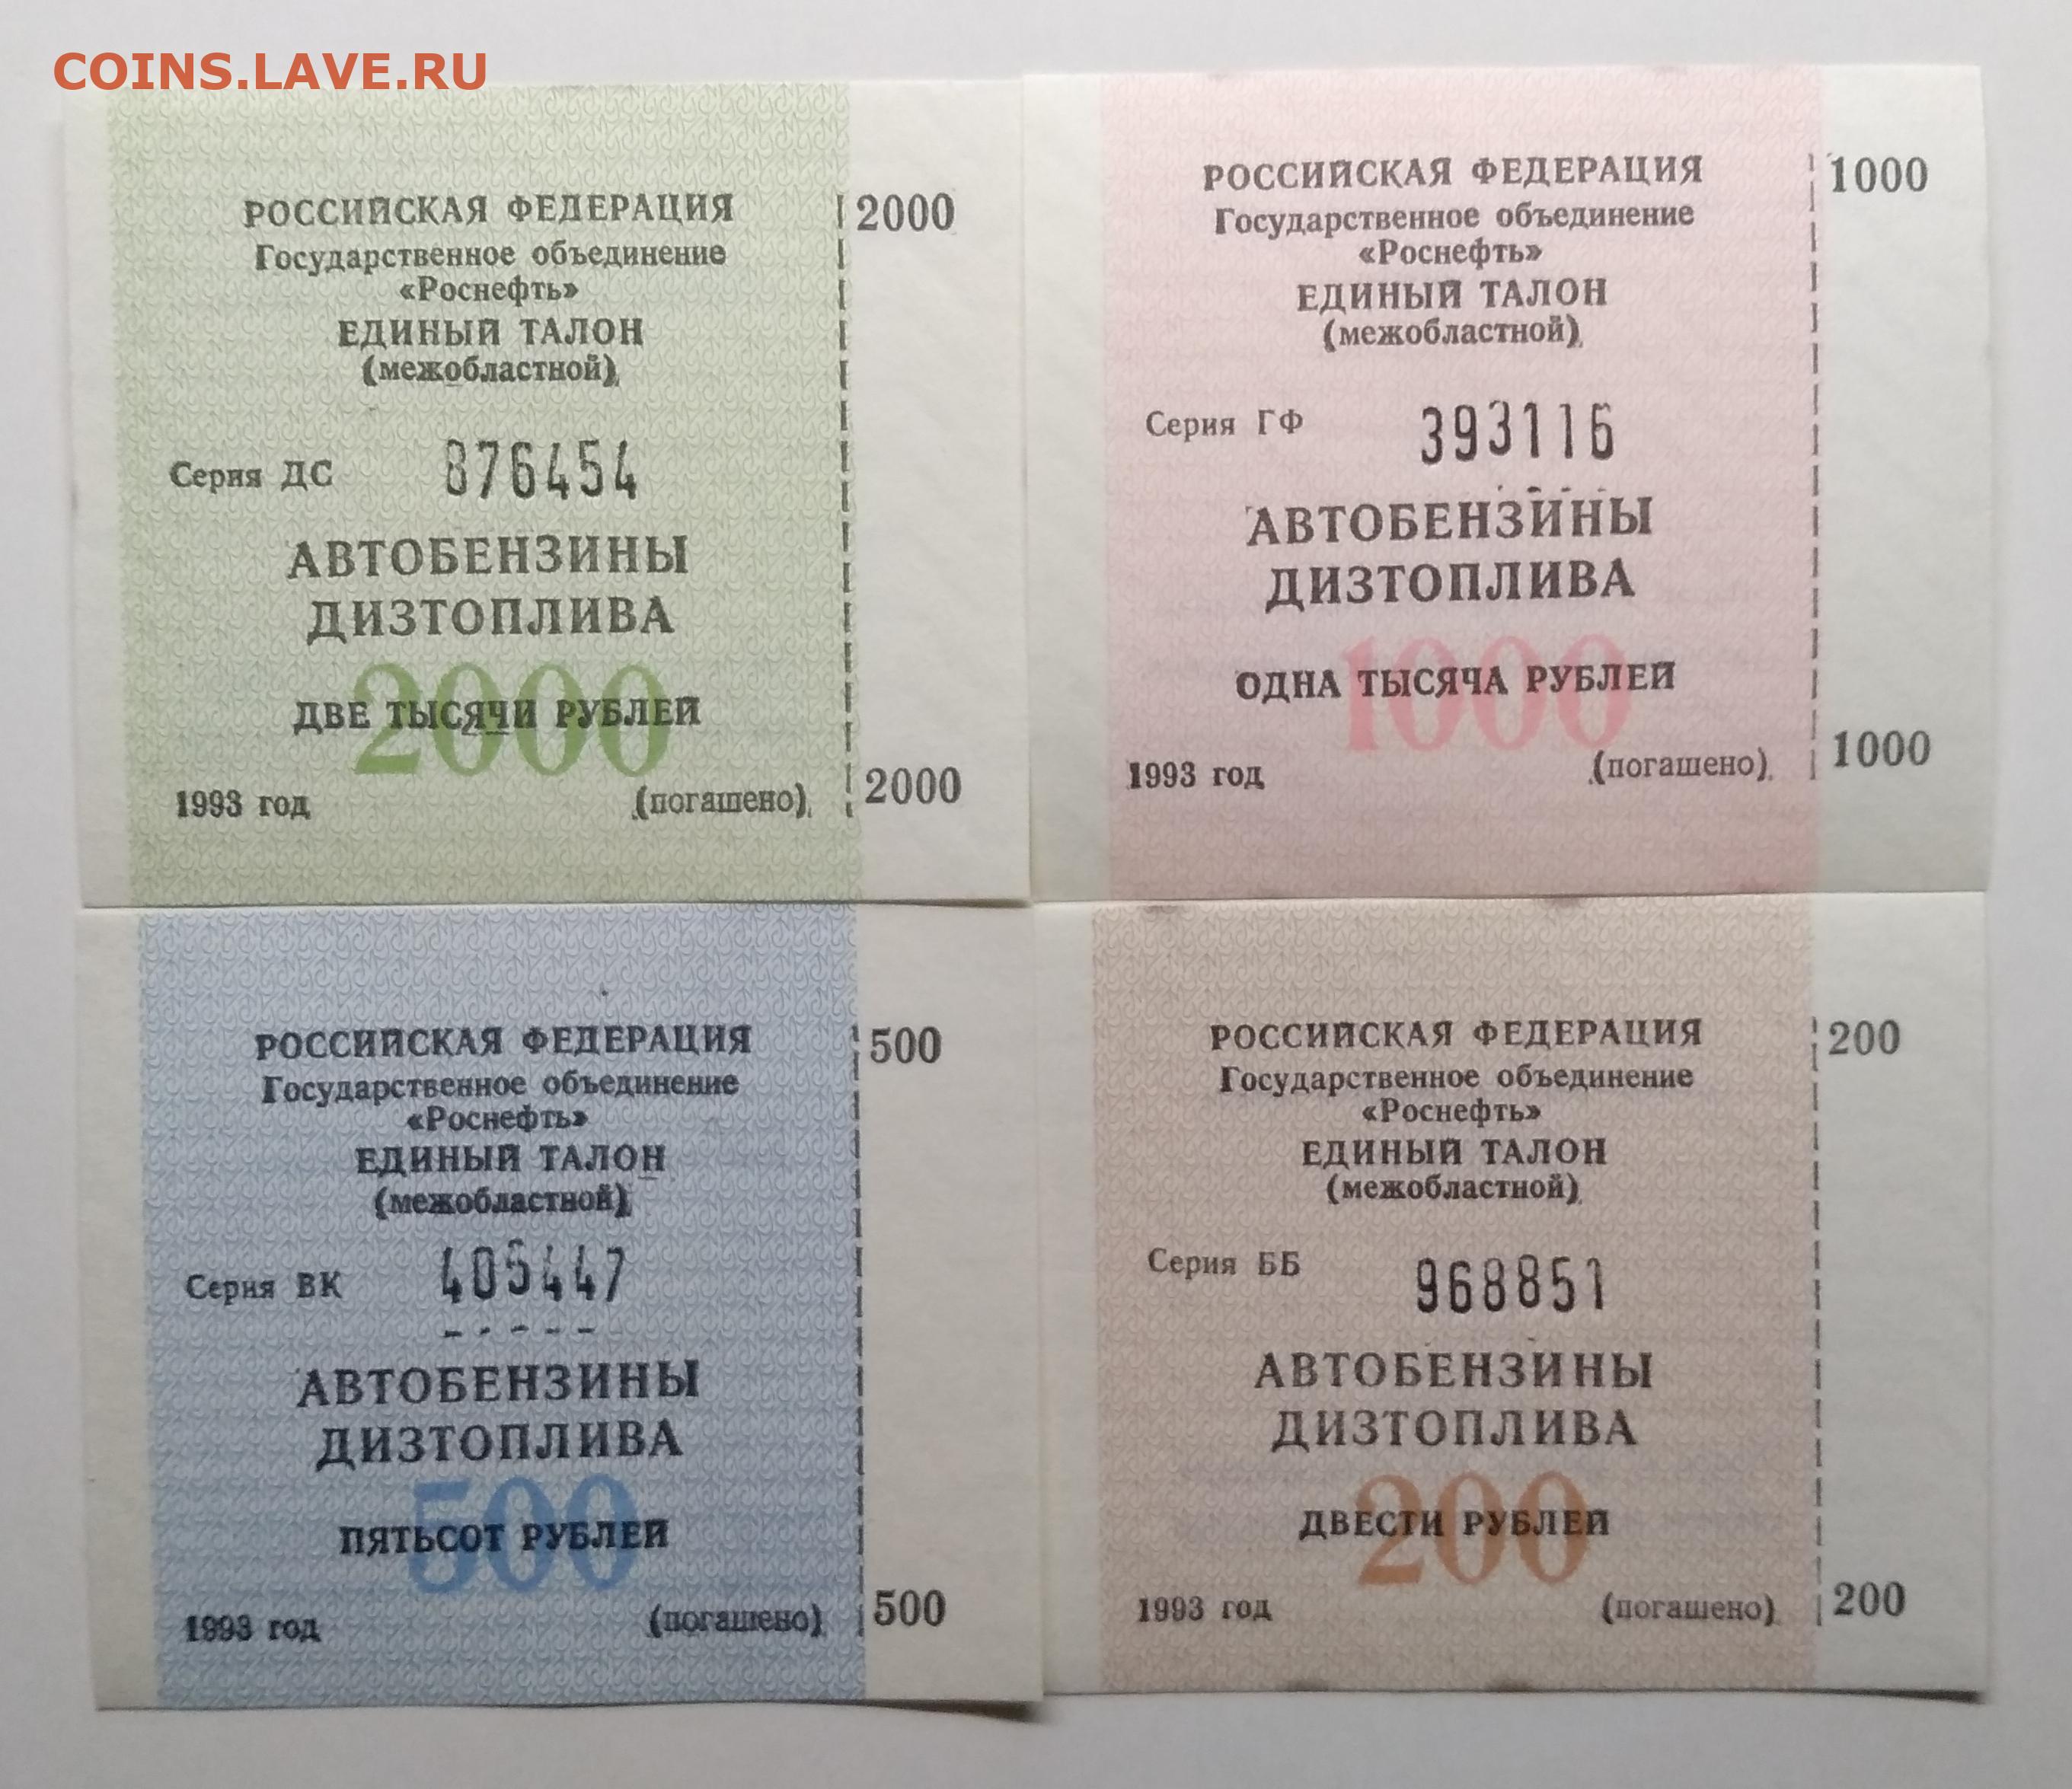 COINS.LAVE.RU
РОССИЙСКАЯ ФЕДЕРАЦИЯ
Государственное объединение
«Роснефть»
ЕДИНЫЙ ТАЛОН
(межобластной)
Серия ДС 876454
АВТОБЕНЗИНЫ
ДИЗТОПЛИВА
2000
ДВЕ ТЫСЯЧИ РУБЛЕЙ
1993 год (погашено)
2000
2000
РОССИЙСКАЯ ФЕДЕРАЦИЯ
Государственное объединение
«Роснефть»
ЕДИНЫЙ ТАЛОН
(межобластной)
Серия ГФ 393116
АВТОБЕНЗИНЫ
ДИЗТОПЛИВА
1000
ОДНА ТЫСЯЧА РУБЛЕЙ
1993 год (погашено)
1000
1000
РОССИЙСКАЯ ФЕДЕРАЦИЯ
Государственное объединение
«Роснефть»
ЕДИНЫЙ ТАЛОН
(межобластной)
Серия ВК 405447
АВТОБЕНЗИНЫ
ДИЗТОПЛИВА
500
ПЯТЬСОТ РУБЛЕЙ
1993 год (погашено)
500
500
РОССИЙСКАЯ ФЕДЕРАЦИЯ
Государственное объединение
«Роснефть»
ЕДИНЫЙ ТАЛОН
(межобластной)
Серия ББ 968851
АВТОБЕНЗИНЫ
ДИЗТОПЛИВА
200
ДВЕСТИ РУБЛЕЙ
1993 год (погашено)
200
200